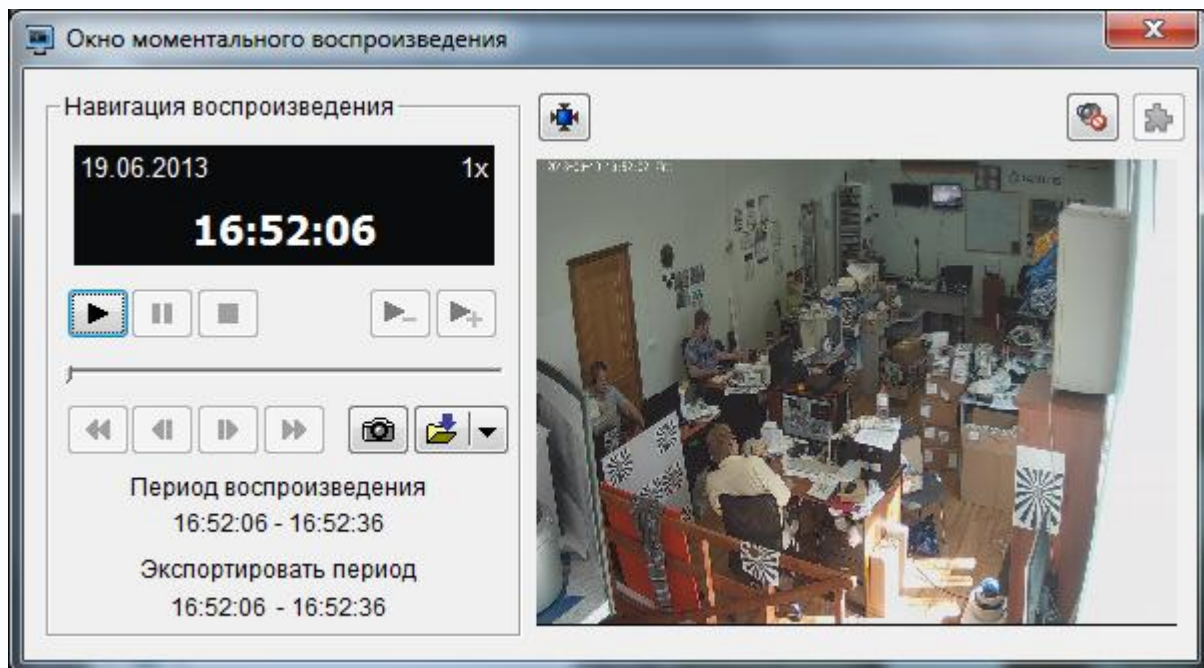 Окно моментального воспроизведения
Навигация воспроизведения
19.06.2013 1x
16:52:06
Период воспроизведения
16:52:06 - 16:52:36
Экспортировать период
16:52:06 - 16:52:36